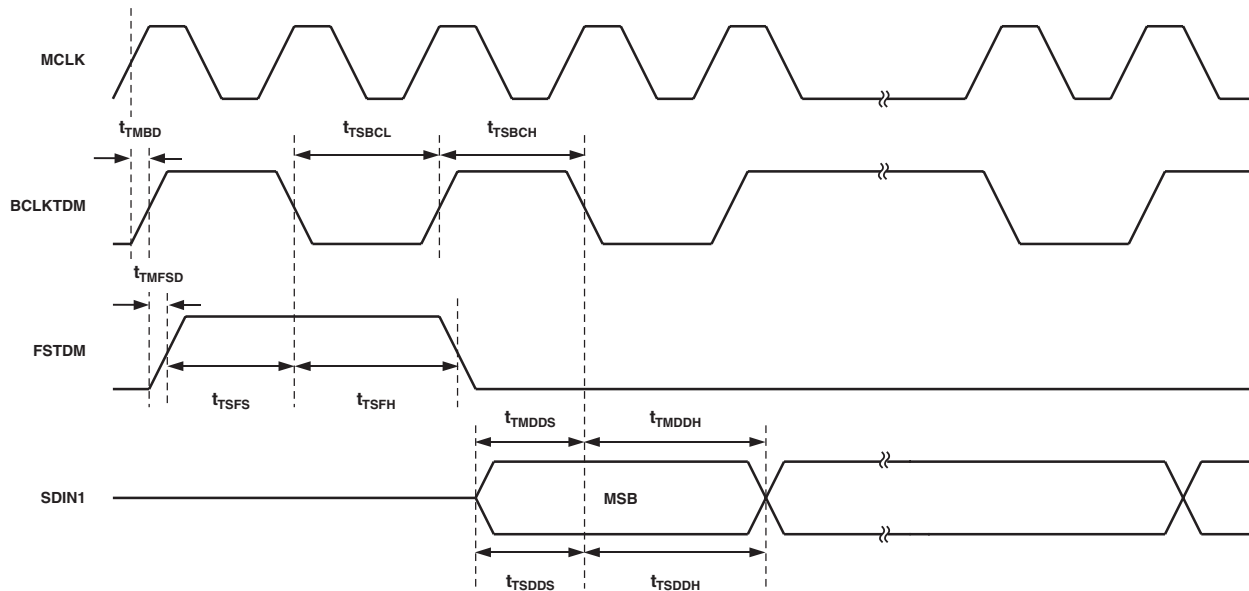 MCLK
tTMBD
tTSBCL
tTSBCH
BCLKTDM
tTMFSD
FSTDM
tTSFS
tTSFH
tTMDDS
tTMDDH
SDIN1
MSB
tTSDDS
tTSDDH